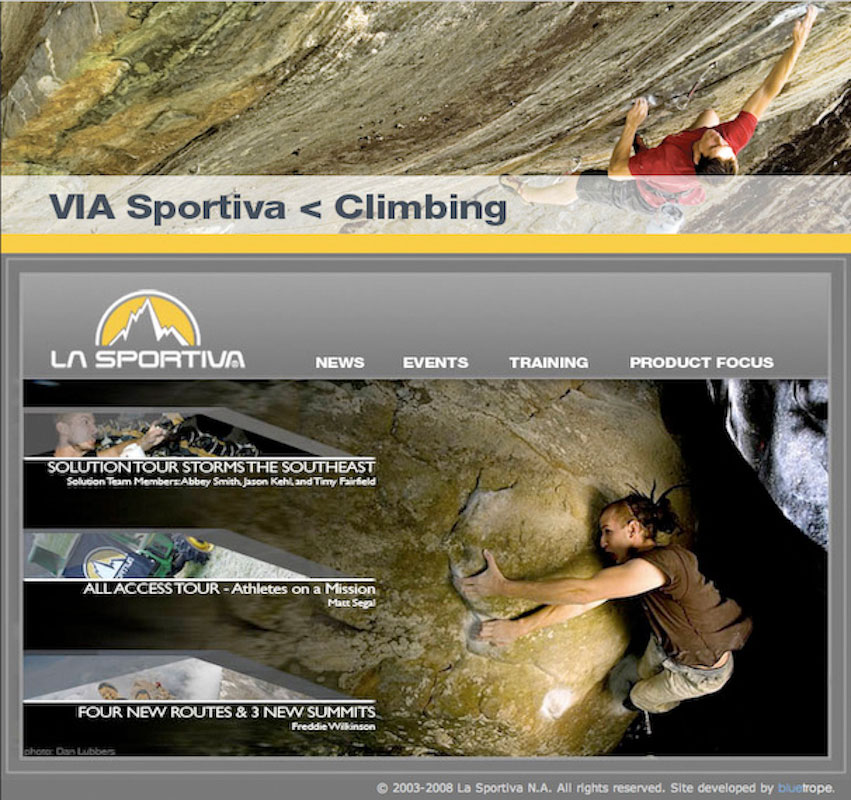 VIA Sportiva < Climbing
LA SPORTIVA
NEWS EVENTS TRAINING PRODUCT FOCUS
SOLUTION TOUR STORMS THE SOUTHEAST
Solution Team Members: Abbey Smith, Jason Kehl, and Timy Fairfield
ALL ACCESS TOUR - Athletes on a Mission
Matt Segal
FOUR NEW ROUTES & 3 NEW SUMMITS
Freddie Wilkinson
photo: Dan Lubbers
© 2003-2008 La Sportiva N.A. All rights reserved. Site developed by bluetrope.